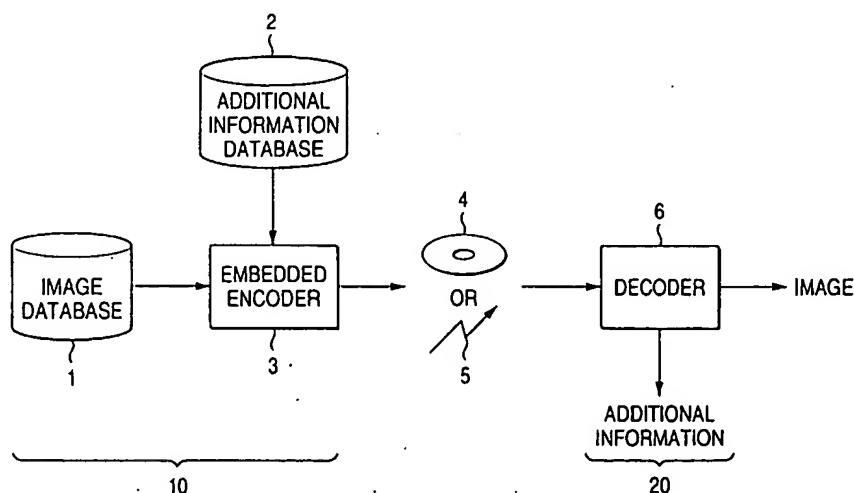 2
ADDITIONAL
INFORMATION
DATABASE
4
6
IMAGE
DATABASE
EMBEDDED
ENCODER
OR
DECODER
IMAGE
1
3
5
ADDITIONAL
INFORMATION
10
20